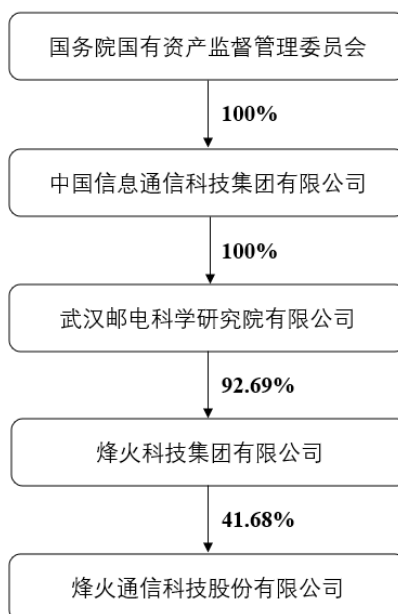 国务院国有资产监督管理委员会
100%
中国信息通信科技集团有限公司
100%
武汉邮电科学研究院有限公司
92.69%
烽火科技集团有限公司
41.68%
烽火通信科技股份有限公司